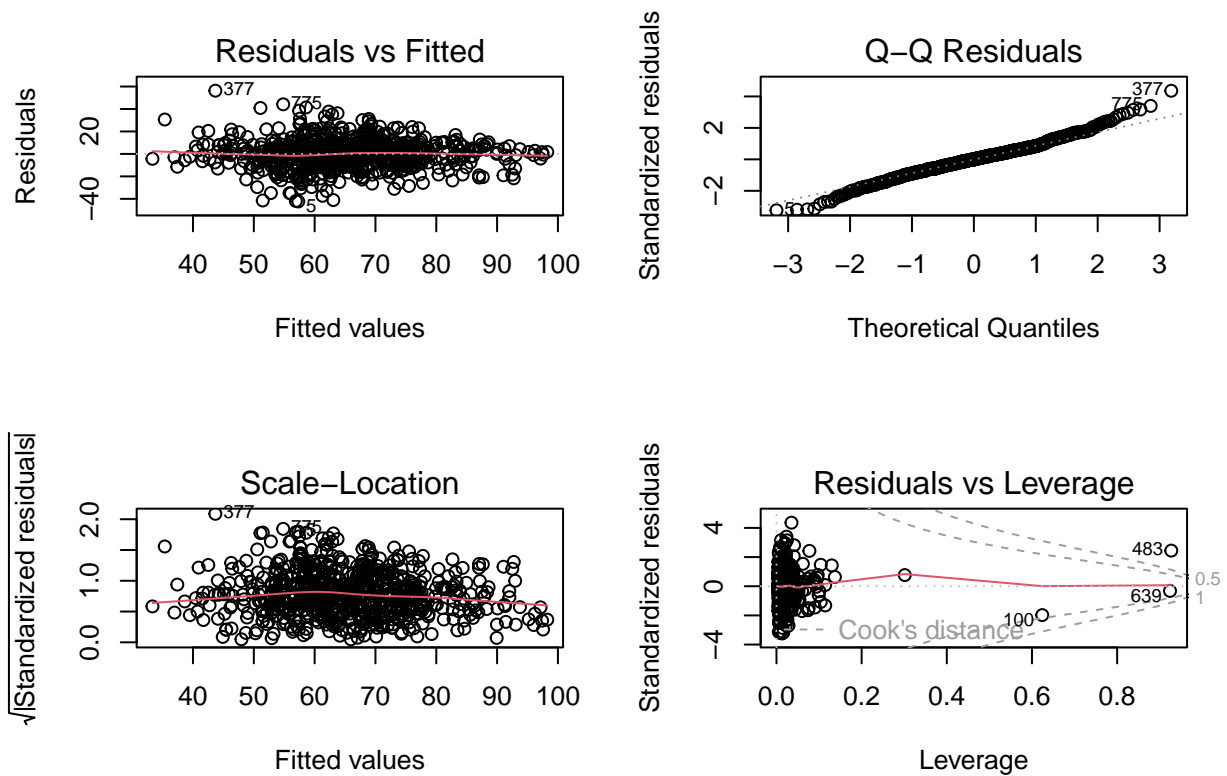 Residuals vs Fitted
Residuals
20
−40
377
775
5
40 50 60 70 80 90 100
Fitted values
Q−Q Residuals
Standardized residuals
2
−2
377
775
5
−3 −2 −1 0 1 2 3
Theoretical Quantiles
Scale−Location
√|Standardized residuals|
2.0
1.0
0.0
377
775
40 50 60 70 80 90 100
Fitted values
Residuals vs Leverage
Standardized residuals
4
0
−4
483
639
100
0.5
1
Cook's distance
0.0 0.2 0.4 0.6 0.8
Leverage